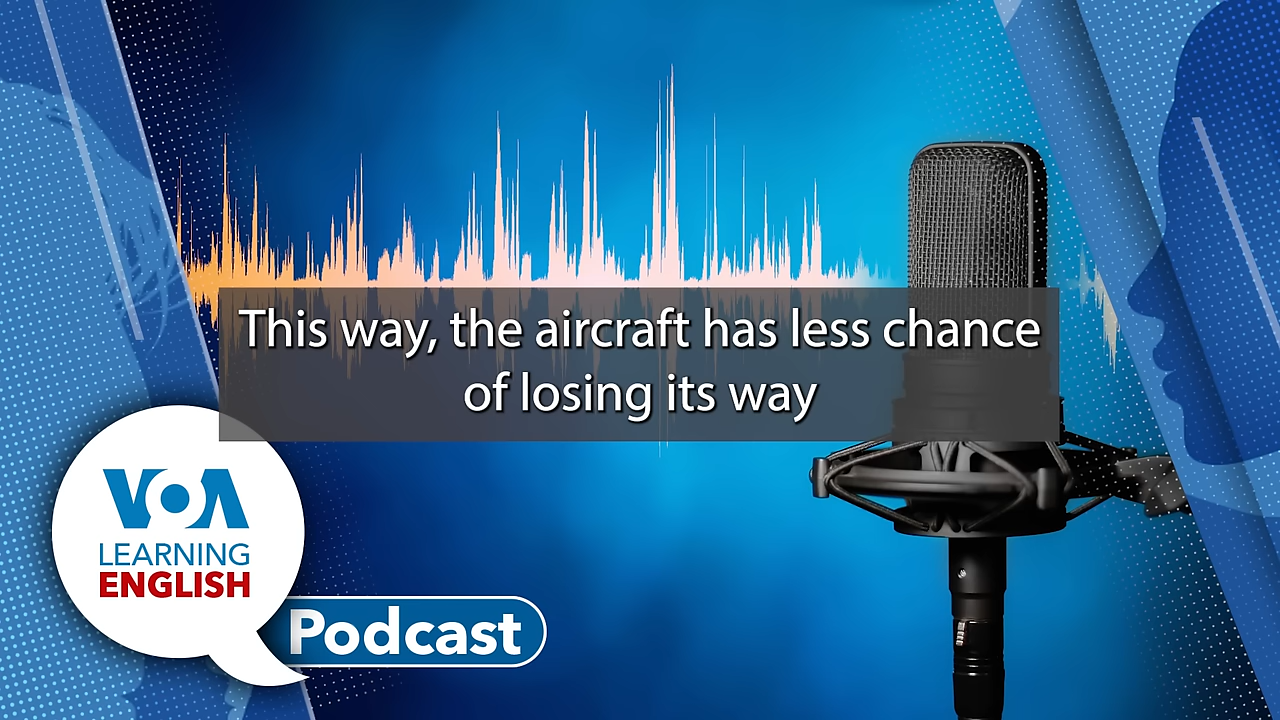 This way, the aircraft has less chance
of losing its way
VOA
LEARNING
ENGLISH
Podcast